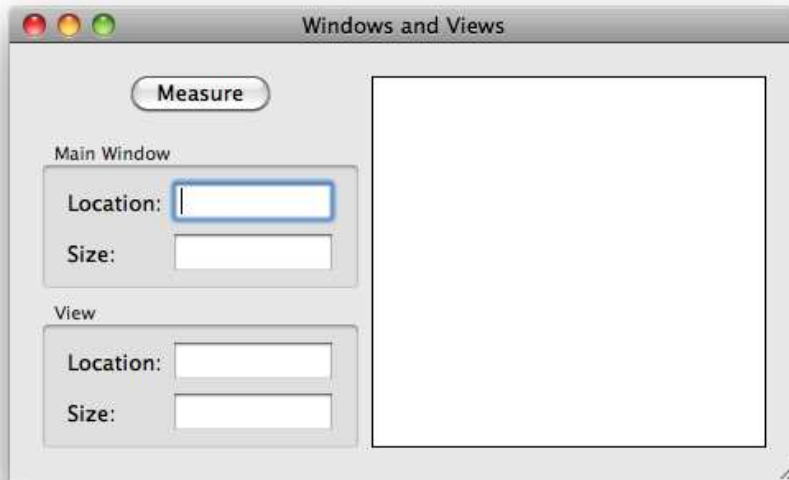 Windows and Views
Measure
Main Window
Location:
Size:
View
Location:
Size: